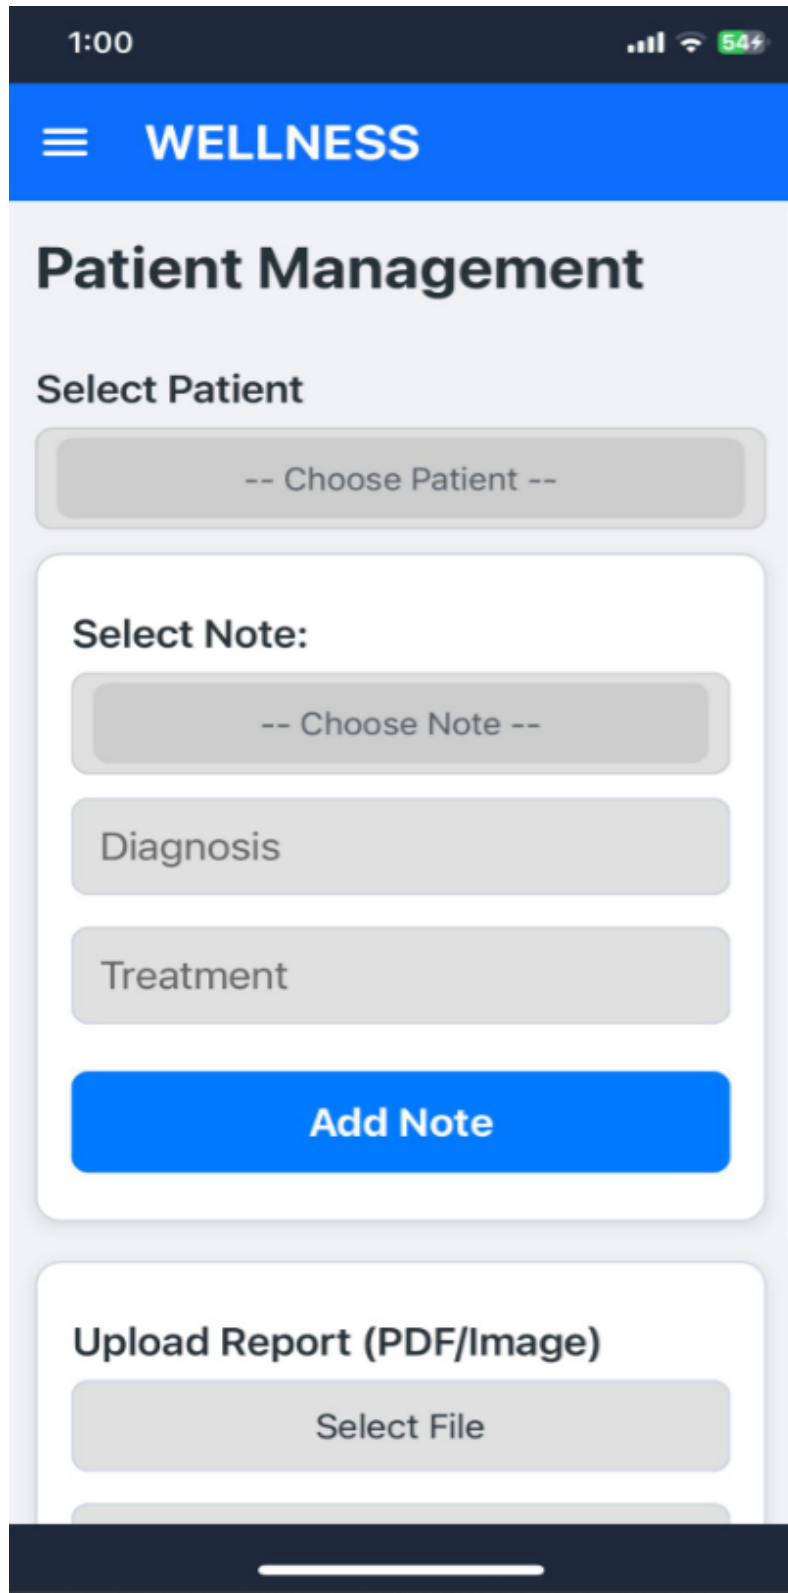 1:00
54
WELLNESS
Patient Management
Select Patient
-- Choose Patient --
Select Note:
-- Choose Note --
Diagnosis
Treatment
Add Note
Upload Report (PDF/Image)
Select File